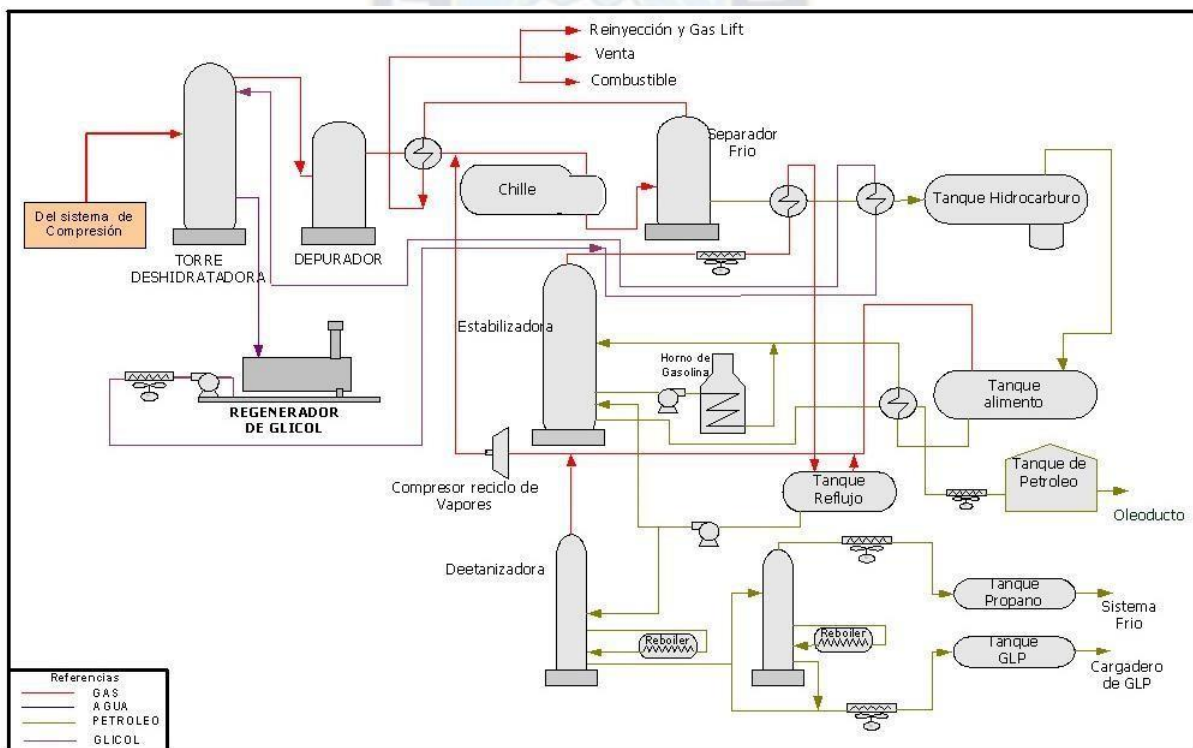 Reinyección y Gas Lift
Venta
Combustible
Separador
Frio
Chille
Tanque Hidrocarburo
Del sistema de
Compresión
TORRE
DESHIDRATADORA
DEPURADOR
Estabilizadora
Horno de
Gasolina
Tanque
alimento
REGENERADOR
DE GLICOL
Tanque de
Petroleo
Oleoducto
Compresor reciclo de
Vapores
Tanque
Reflujo
Deetanizadora
Tanque
Propano
Sistema
Frio
Reboiler
Reboiler
Tanque
GLP
Cargadero
de GLP
Referencias
GAS
AGUA
PETROLEO
GLICOL